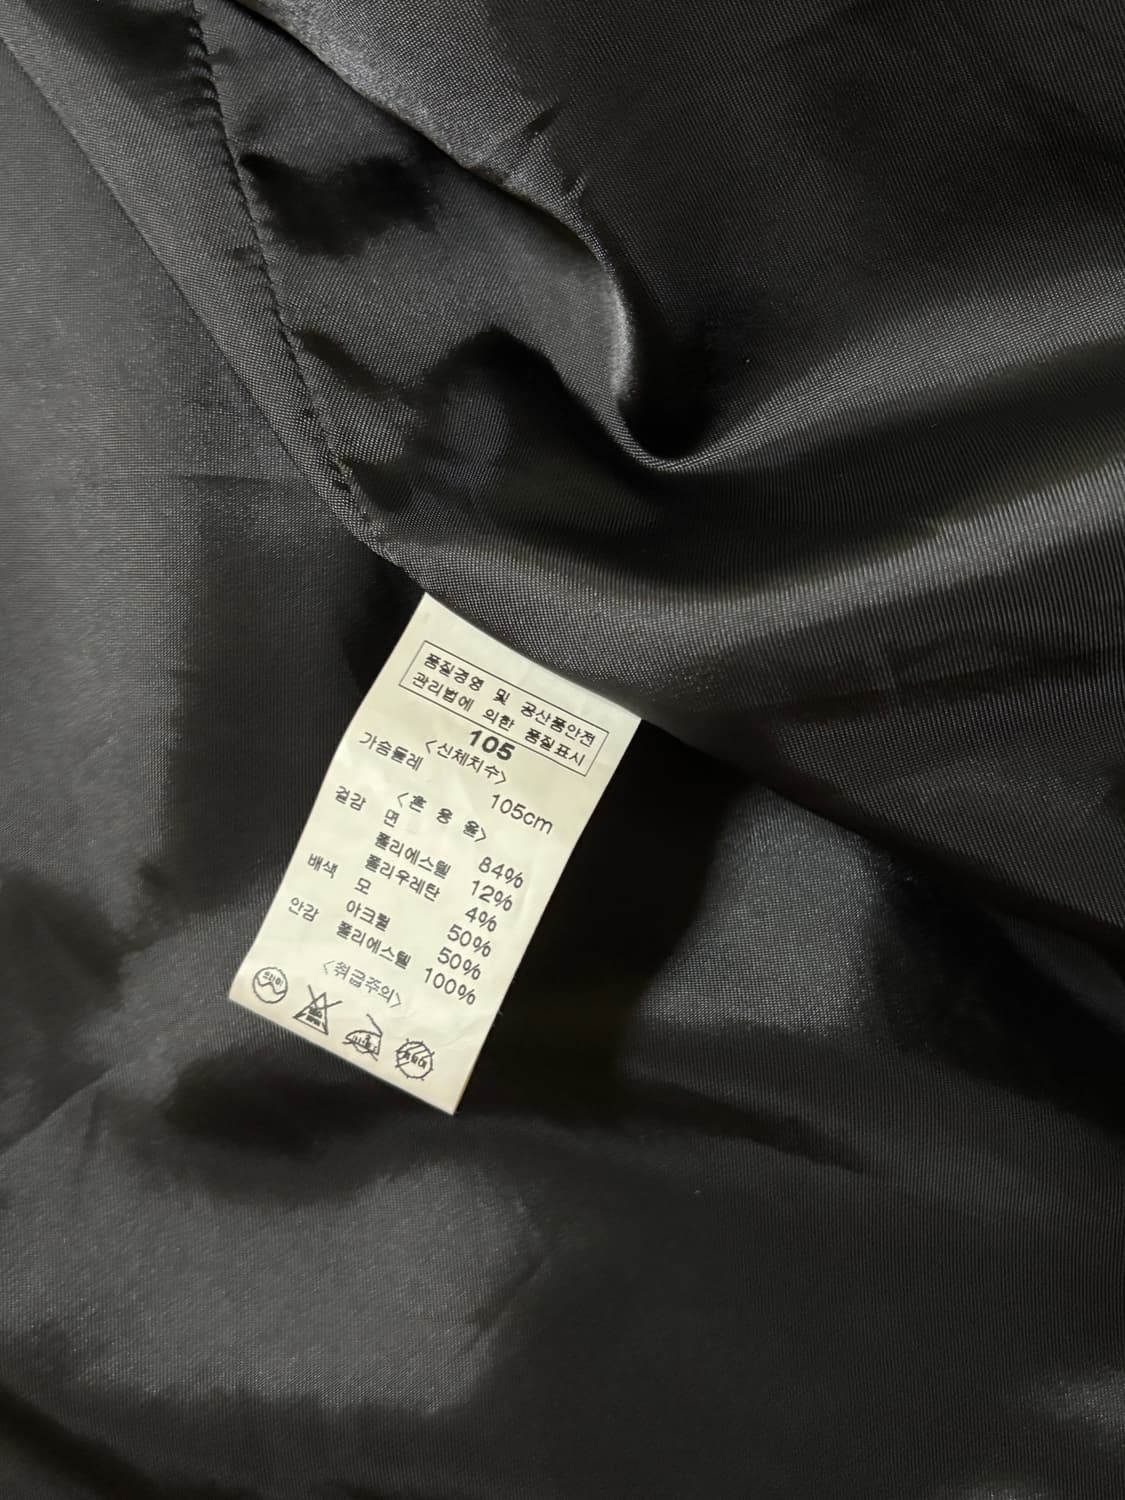 품질경영 및 공산품안전
관리법에 의한 품질표시
105
<신체치수>
가슴둘레 105cm
<혼용율>
겉감 면 84%
폴리에스텔 12%
폴리우레탄 4%
배색 모 50%
아크릴 50%
안감 폴리에스텔 100%
<취급주의>